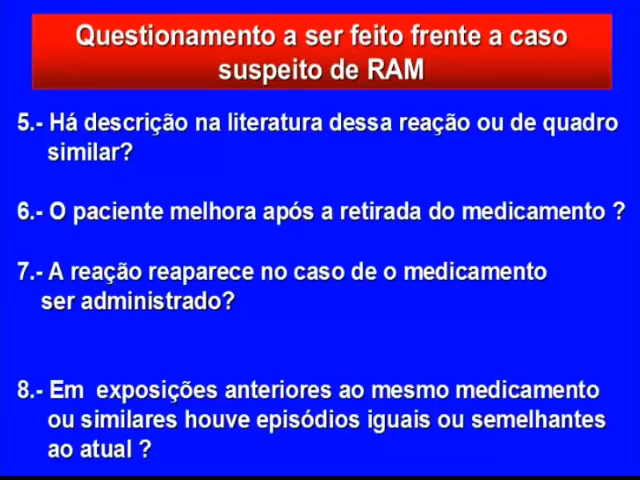 Questionamento a ser feito frente a caso
suspeito de RAM
5.- Há descrição na literatura dessa reação ou de quadro
similar?
6.- O paciente melhora após a retirada do medicamento ?
7.- A reação reaparece no caso de o medicamento
ser administrado?
8.- Em  exposições anteriores ao mesmo medicamento
ou similares houve episódios iguais ou semelhantes
ao atual ?